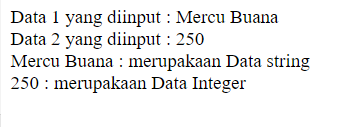 Data 1 yang diinput : Mercu Buana
Data 2 yang diinput : 250
Mercu Buana : merupakaan Data string
250 : merupakaan Data Integer